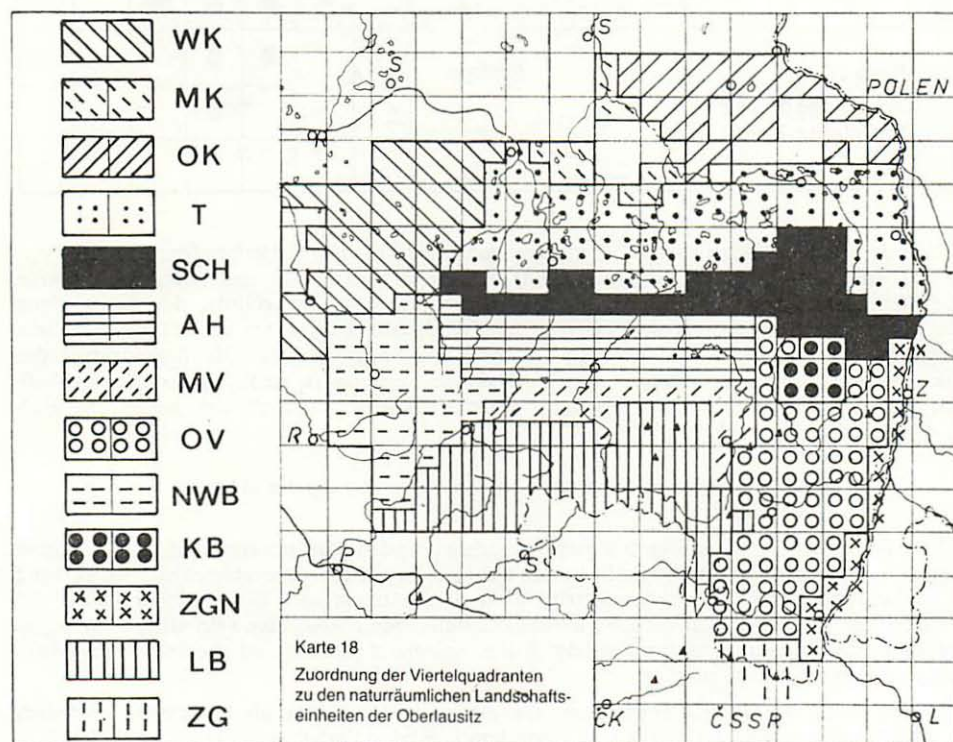 WK
MK
OK
T
SCH
AH
MV
OV
NWB
KB
ZGN
LB
ZG
S
S
POLEN
R
Z
R
P
S
Karte 18
Zuordnung der Viertelquadranten
zu den naturräumlichen Landschafts-
einheiten der Oberlausitz
ČK
ČSSR
L